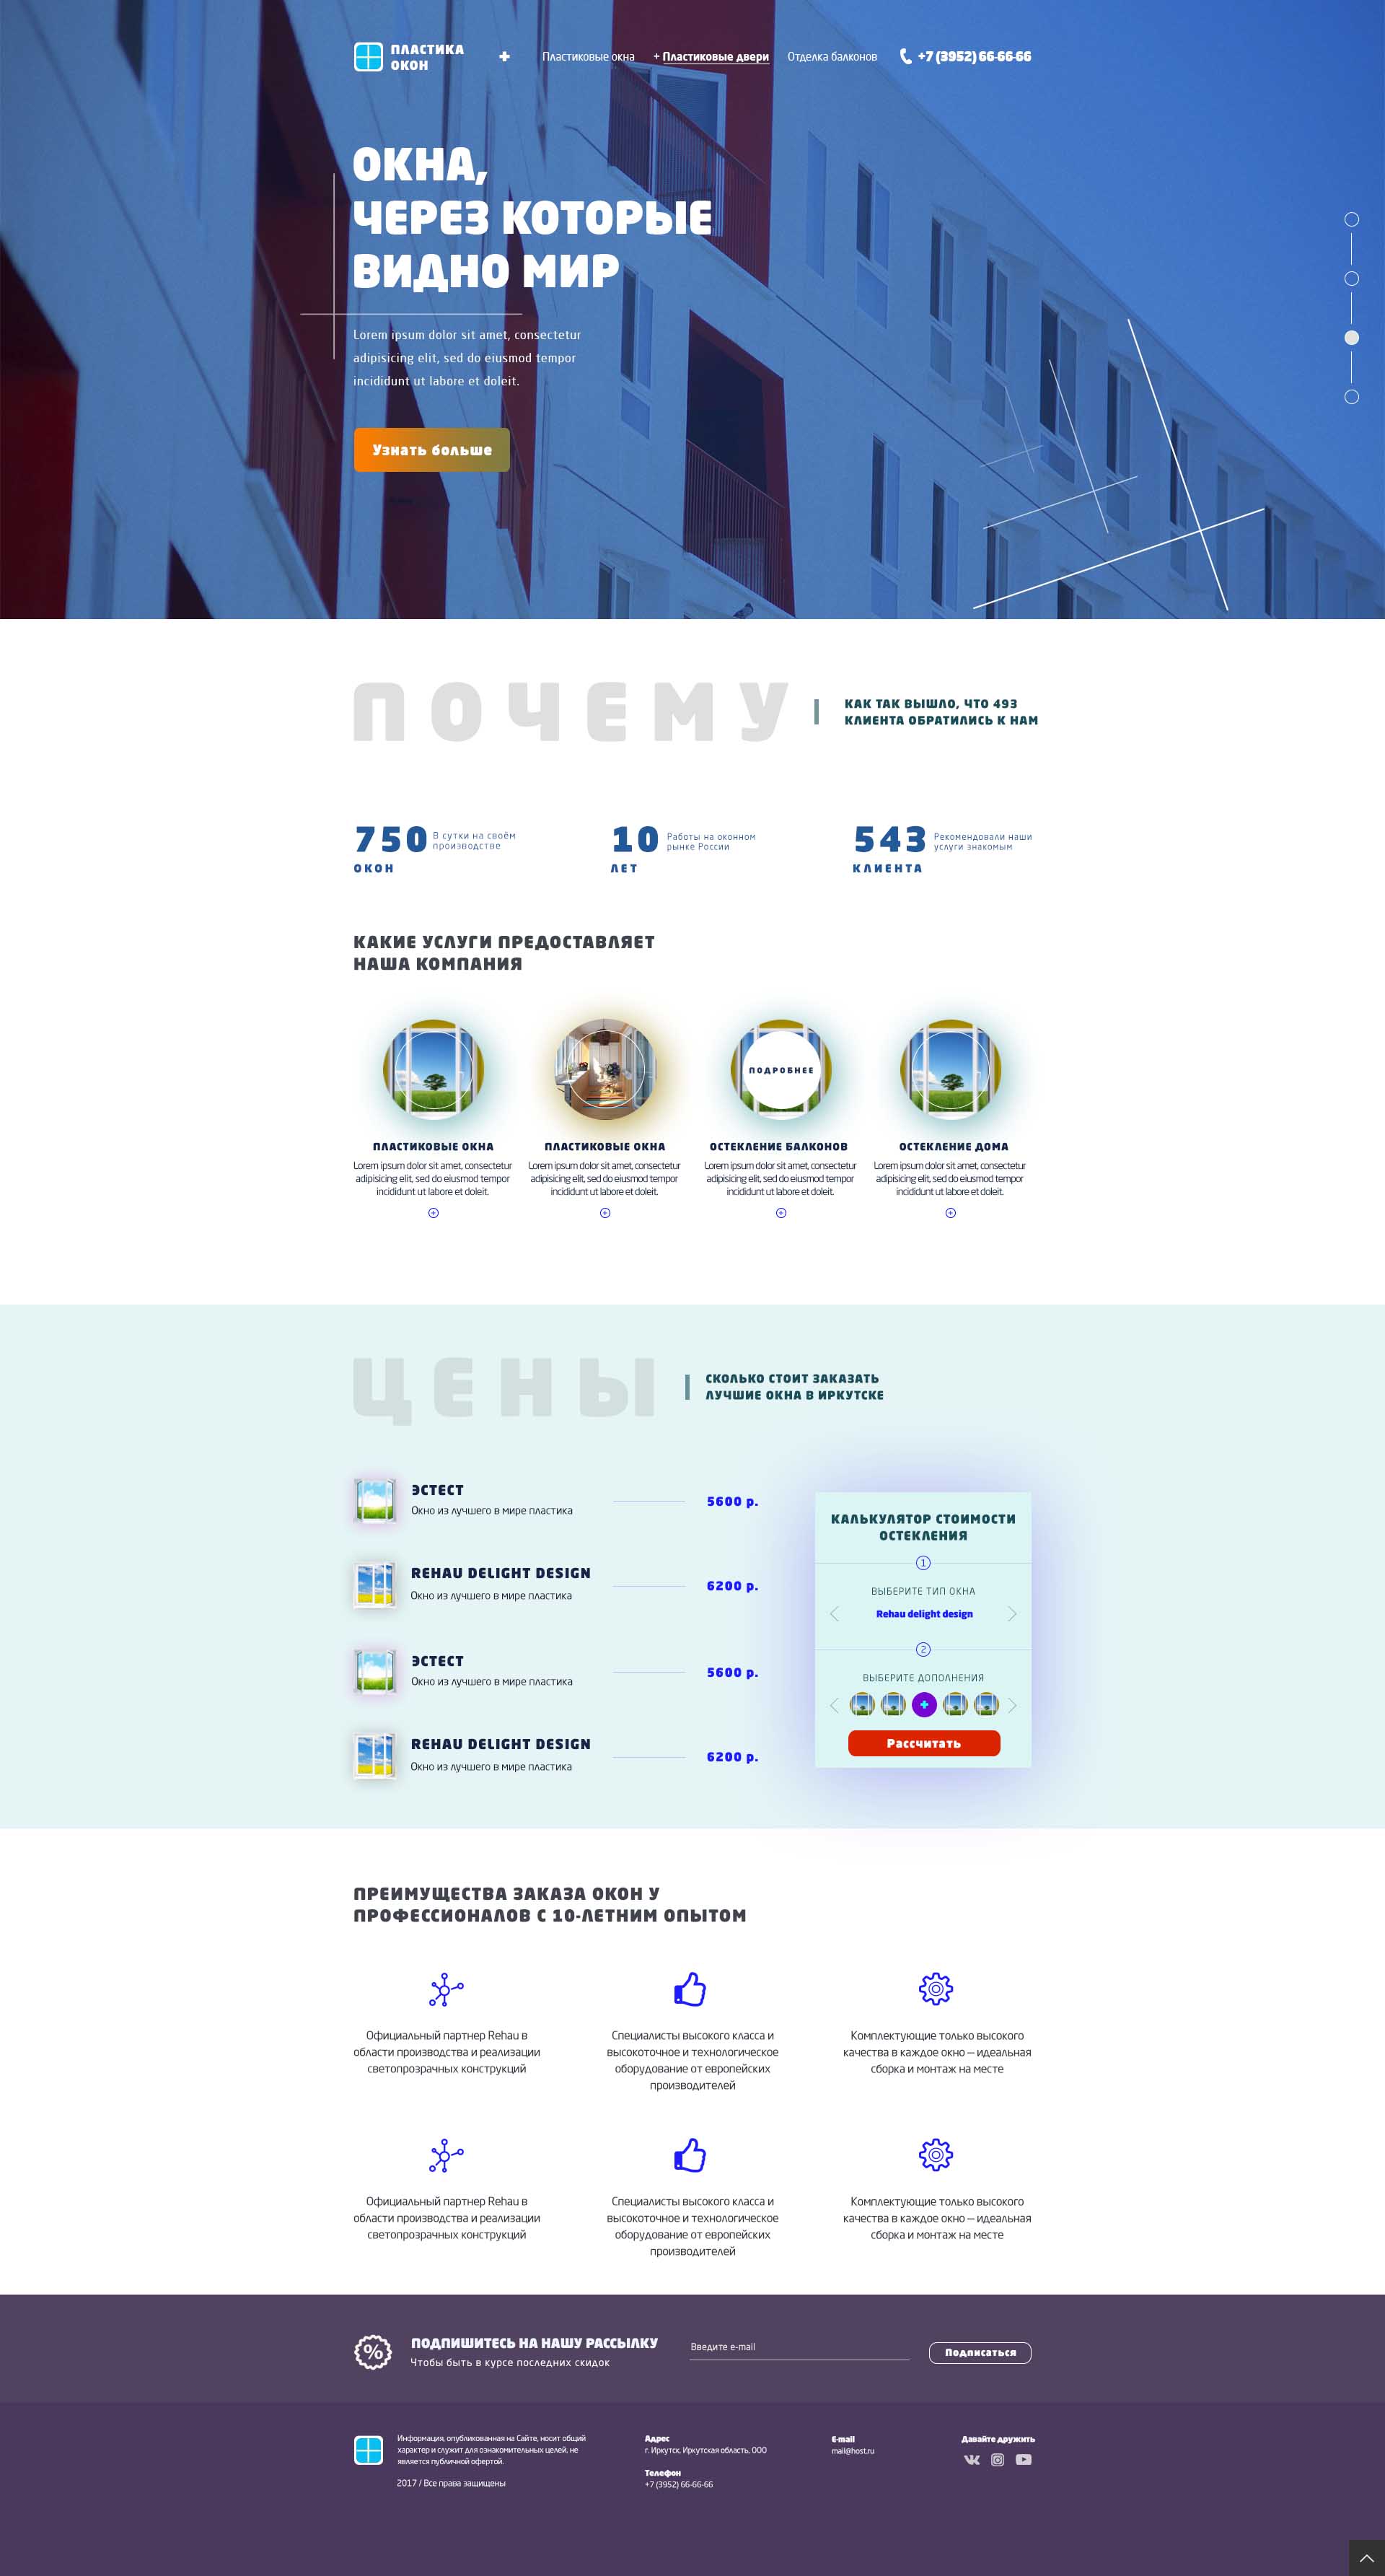 ПЛАСТИКА
ОКОН
Пластиковые окна
+ Пластиковые двери
Отделка балконов
+7 (3952) 66-66-66
ОКНА,
ЧЕРЕЗ КОТОРЫЕ
ВИДНО МИР
Lorem ipsum dolor sit amet, consectetur
adipisicing elit, sed do eiusmod tempor
incididunt ut labore et doleit.
Узнать больше
ПОЧЕМУ
КАК ТАК ВЫШЛО, ЧТО 493
КЛИЕНТА ОБРАТИЛИСЬ К НАМ
750
В сутки на своём
производстве
ОКОН
10
Работы на оконном
рынке России
ЛЕТ
543
Рекомендовали наши
услуги знакомым
КЛИЕНТА
КАКИЕ УСЛУГИ ПРЕДОСТАВЛЯЕТ
НАША КОМПАНИЯ
ПЛАСТИКОВЫЕ ОКНА
Lorem ipsum dolor sit amet, consectetur
adipisicing elit, sed do eiusmod tempor
incididunt ut labore et doleit.
ПЛАСТИКОВЫЕ ОКНА
Lorem ipsum dolor sit amet, consectetur
adipisicing elit, sed do eiusmod tempor
incididunt ut labore et doleit.
ПОДРОБНЕЕ
ОСТЕКЛЕНИЕ БАЛКОНОВ
Lorem ipsum dolor sit amet, consectetur
adipisicing elit, sed do eiusmod tempor
incididunt ut labore et doleit.
ОСТЕКЛЕНИЕ ДОМА
Lorem ipsum dolor sit amet, consectetur
adipisicing elit, sed do eiusmod tempor
incididunt ut labore et doleit.
ЦЕНЫ
СКОЛЬКО СТОИТ ЗАКАЗАТЬ
ЛУЧШИЕ ОКНА В ИРКУТСКЕ
ЭСТЕСТ
Окно из лучшего в мире пластика
5600 р.
REHAU DELIGHT DESIGN
Окно из лучшего в мире пластика
6200 р.
ЭСТЕСТ
Окно из лучшего в мире пластика
5600 р.
REHAU DELIGHT DESIGN
Окно из лучшего в мире пластика
6200 р.
КАЛЬКУЛЯТОР СТОИМОСТИ
ОСТЕКЛЕНИЯ
1
ВЫБЕРИТЕ ТИП ОКНА
Rehau delight design
2
ВЫБЕРИТЕ ДОПОЛНЕНИЯ
Рассчитать
ПРЕИМУЩЕСТВА ЗАКАЗА ОКОН У
ПРОФЕССИОНАЛОВ С 10-ЛЕТНИМ ОПЫТОМ
Официальный партнер Rehau в
области производства и реализации
светопрозрачных конструкций
Специалисты высокого класса и
высокоточное и технологическое
оборудование от европейских
производителей
Комплектующие только высокого
качества в каждое окно — идеальная
сборка и монтаж на месте
Официальный партнер Rehau в
области производства и реализации
светопрозрачных конструкций
Специалисты высокого класса и
высокоточное и технологическое
оборудование от европейских
производителей
Комплектующие только высокого
качества в каждое окно — идеальная
сборка и монтаж на месте
%
ПОДПИШИТЕСЬ НА НАШУ РАССЫЛКУ
Чтобы быть в курсе последних скидок
Введите e-mail
Подписаться
Информация, опубликованная на Сайте, носит общий
характер и служит для ознакомительных целей, не
является публичной офертой.
2017 / Все права защищены
Адрес
г. Иркутск, Иркутская область, ООО
Телефон
+7 (3952) 66-66-66
E-mail
mail@host.ru
Давайте дружить